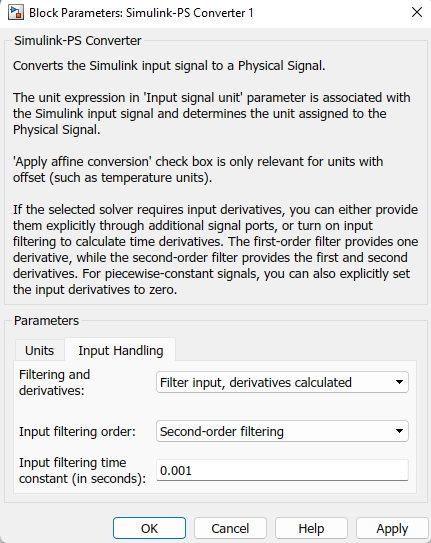 Block Parameters: Simulink-PS Converter 1
Simulink-PS Converter
Converts the Simulink input signal to a Physical Signal.
The unit expression in 'Input signal unit' parameter is associated with
the Simulink input signal and determines the unit assigned to the
Physical Signal.
'Apply affine conversion' check box is only relevant for units with
offset (such as temperature units).
If the selected solver requires input derivatives, you can either provide
them explicitly through additional signal ports, or turn on input
filtering to calculate time derivatives. The first-order filter provides one
derivative, while the second-order filter provides the first and second
derivatives. For piecewise-constant signals, you can also explicitly set
the input derivatives to zero.
Parameters
Units Input Handling
Filtering and
derivatives: Filter input, derivatives calculated
Input filtering order: Second-order filtering
Input filtering time
constant (in seconds): 0.001
OK Cancel Help Apply